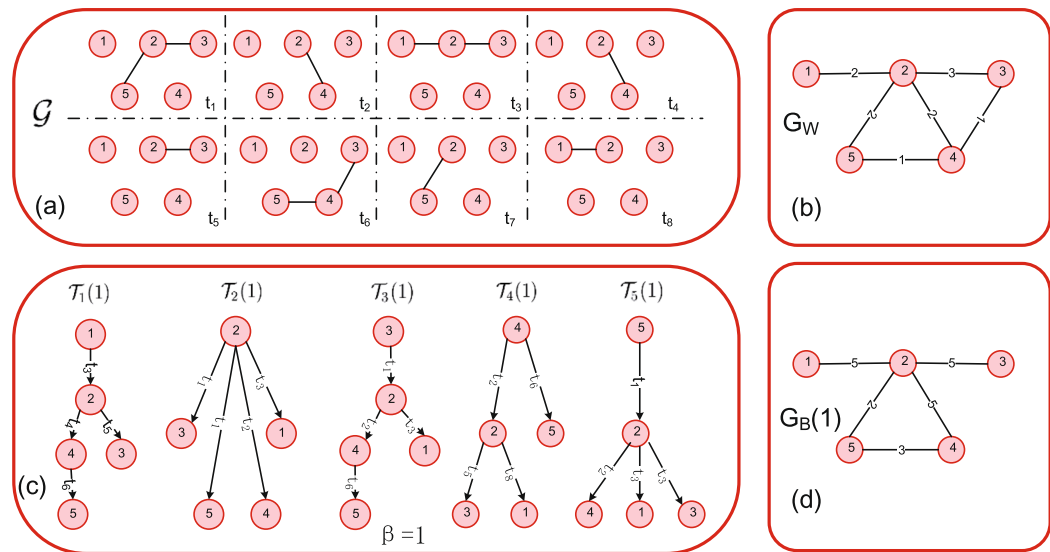 1 2 3 1 2 3 1 2 3 1 2 3
5 4 t1 5 4 t2 5 4 t3 5 4 t4
𝒢
1 2 3 1 2 3 1 2 3 1 2 3
5 4 t5 5 4 t6 5 4 t7 5 4 t8
(a)
1 2 2 3 3
2 2 1
GW
5 1 4
(b)
𝒯1(1) 𝒯2(1) 𝒯3(1) 𝒯4(1) 𝒯5(1)
1
t3
2
t4 t5
4 3
t6
5
2
t1 t1 t2 t3
3 1
5 4
3
t1
2
t2 t3
4 1
t6
5
4
t2 t6
2 5
t5 t8
3 1
5
t1
2
t2 t3 t3
4 1 3
(c)
β =1
1 5 2 5 3
2 5
GB(1)
5 3 4
(d)